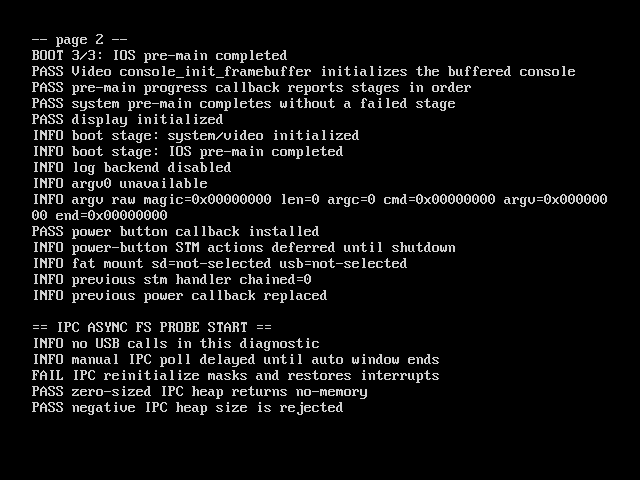 -- page 2 --
BOOT 3/3: IOS pre-main completed
PASS Video console_init_framebuffer initializes the buffered console
PASS pre-main progress callback reports stages in order
PASS system pre-main completes without a failed stage
PASS display initialized
INFO boot stage: system/video initialized
INFO boot stage: IOS pre-main completed
INFO log backend disabled
INFO argv0 unavailable
INFO argv raw magic=0x00000000 len=0 argc=0 cmd=0x00000000 argv=0x000000
00 end=0x00000000
PASS power button callback installed
INFO power-button STM actions deferred until shutdown
INFO fat mount sd=not-selected usb=not-selected
INFO previous stm handler chained=0
INFO previous power callback replaced
== IPC ASYNC FS PROBE START ==
INFO no USB calls in this diagnostic
INFO manual IPC poll delayed until auto window ends
FAIL IPC reinitialize masks and restores interrupts
PASS zero-sized IPC heap returns no-memory
PASS negative IPC heap size is rejected